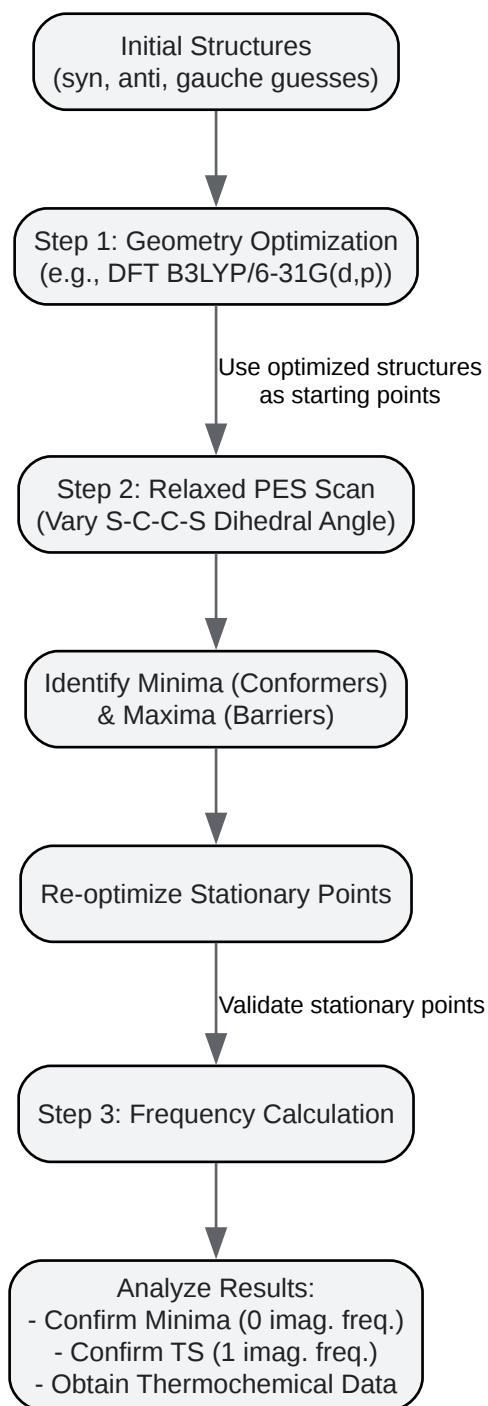 Initial Structures
(syn, anti, gauche guesses)
Step 1: Geometry Optimization
(e.g., DFT B3LYP/6-31G(d,p))
Use optimized structures
as starting points
Step 2: Relaxed PES Scan
(Vary S-C-C-S Dihedral Angle)
Identify Minima (Conformers)
& Maxima (Barriers)
Re-optimize Stationary Points
Validate stationary points
Step 3: Frequency Calculation
Analyze Results:
- Confirm Minima (0 imag. freq.)
- Confirm TS (1 imag. freq.)
- Obtain Thermochemical Data